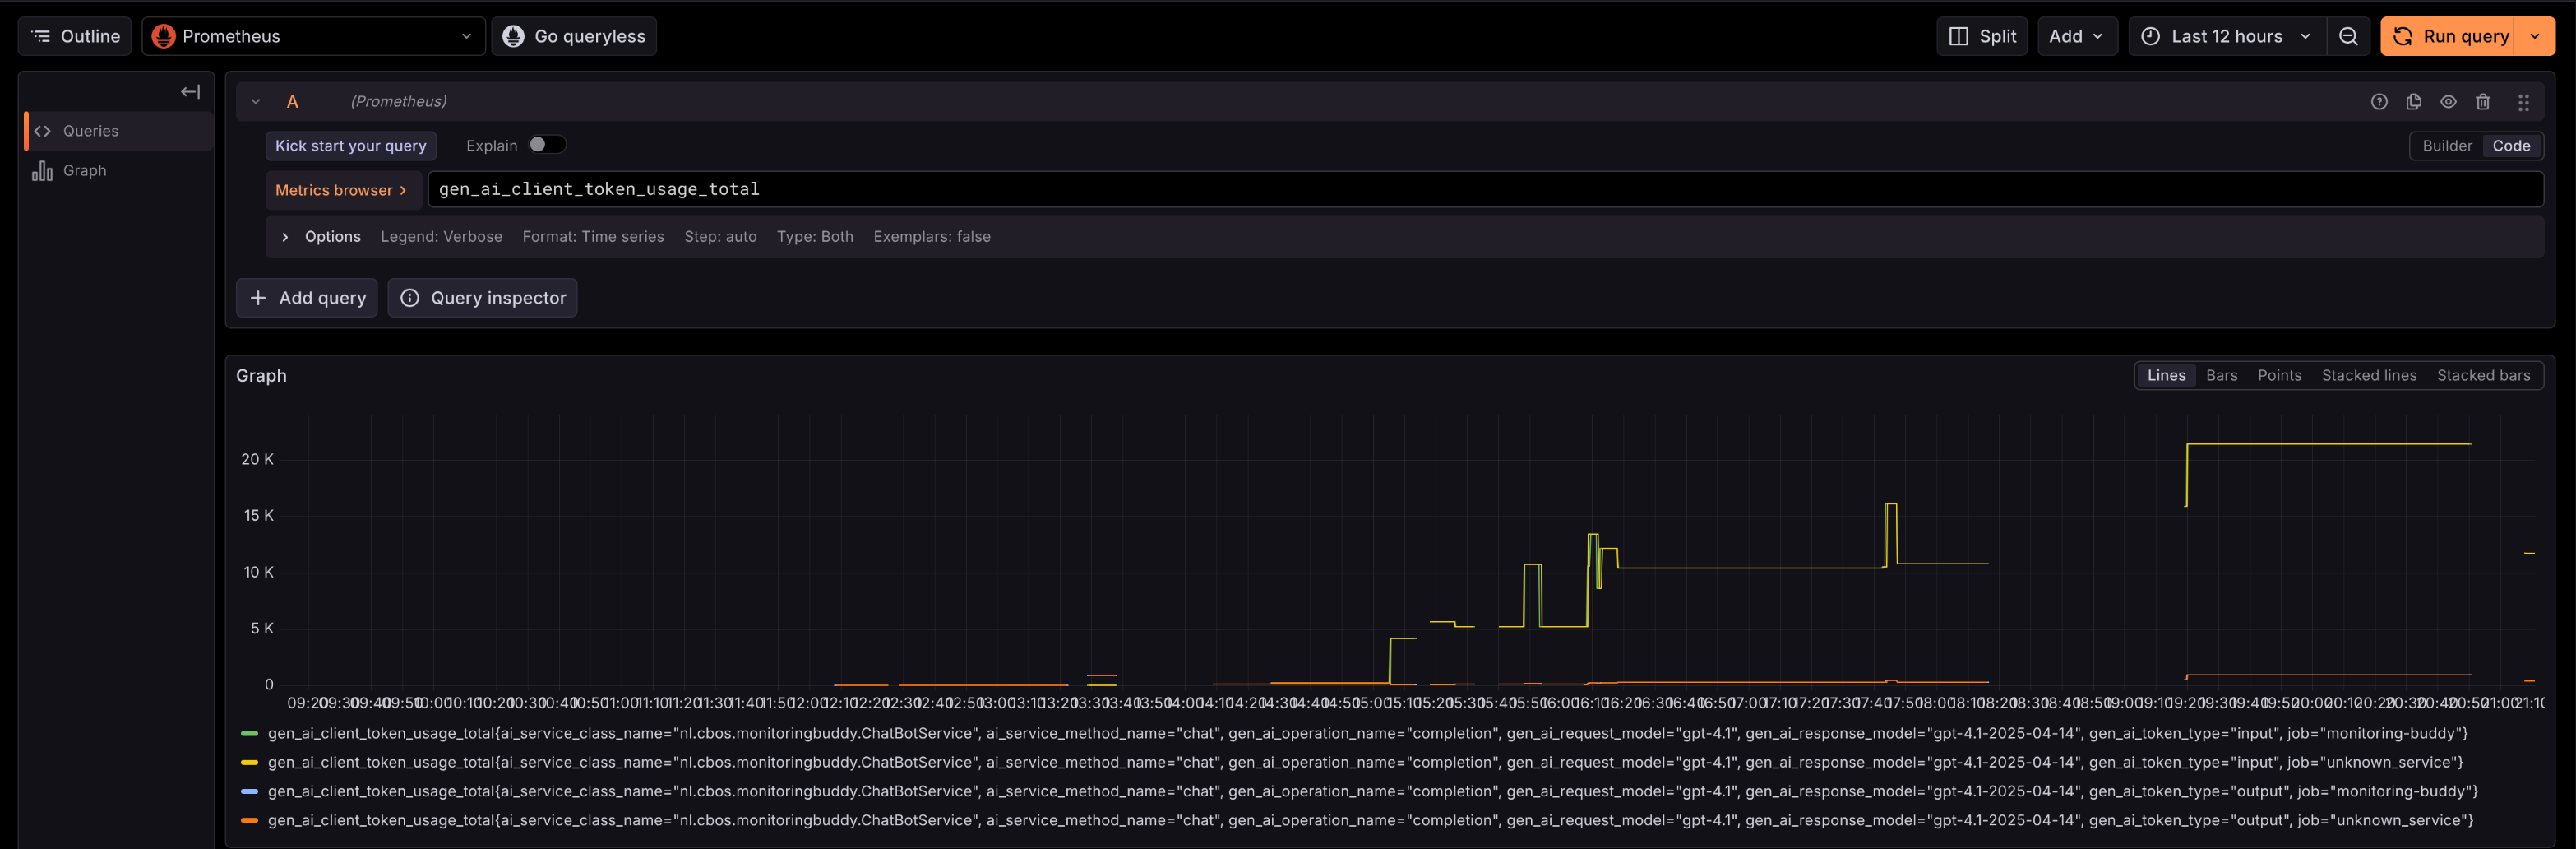 Outline Prometheus Go queryless Split Add Last 12 hours Run query
A (Prometheus)
Queries
Kick start your query Explain Builder Code
Graph
Metrics browser > gen_ai_client_token_usage_total
> Options Legend: Verbose Format: Time series Step: auto Type: Both Exemplars: false
+ Add query Query inspector
Graph Lines Bars Points Stacked lines Stacked bars
20 K
15 K
10 K
5 K
0
09:20 09:30 09:40 09:50 10:00 10:10 10:20 10:30 10:40 10:50 11:00 11:10 11:20 11:30 11:40 11:50 12:00 12:10 12:20 12:30 12:40 12:50 13:00 13:10 13:20 13:30 13:40 13:50 14:00 14:10 14:20 14:30 14:40 14:50 15:00 15:10 15:20 15:30 15:40 15:50 16:00 16:10 16:20 16:30 16:40 16:50 17:00 17:10 17:20 17:30 17:40 17:50 18:00 18:10 18:20 18:30 18:40 18:50 19:00 19:10 19:20 19:30 19:40 19:50 20:00 20:10 20:20 20:30 20:40 20:50 21:00 21:10
gen_ai_client_token_usage_total{ai_service_class_name="nl.cbos.monitoringbuddy.ChatBotService", ai_service_method_name="chat", gen_ai_operation_name="completion", gen_ai_request_model="gpt-4.1", gen_ai_response_model="gpt-4.1-2025-04-14", gen_ai_token_type="input", job="monitoring-buddy"}
gen_ai_client_token_usage_total{ai_service_class_name="nl.cbos.monitoringbuddy.ChatBotService", ai_service_method_name="chat", gen_ai_operation_name="completion", gen_ai_request_model="gpt-4.1", gen_ai_response_model="gpt-4.1-2025-04-14", gen_ai_token_type="input", job="unknown_service"}
gen_ai_client_token_usage_total{ai_service_class_name="nl.cbos.monitoringbuddy.ChatBotService", ai_service_method_name="chat", gen_ai_operation_name="completion", gen_ai_request_model="gpt-4.1", gen_ai_response_model="gpt-4.1-2025-04-14", gen_ai_token_type="output", job="monitoring-buddy"}
gen_ai_client_token_usage_total{ai_service_class_name="nl.cbos.monitoringbuddy.ChatBotService", ai_service_method_name="chat", gen_ai_operation_name="completion", gen_ai_request_model="gpt-4.1", gen_ai_response_model="gpt-4.1-2025-04-14", gen_ai_token_type="output", job="unknown_service"}